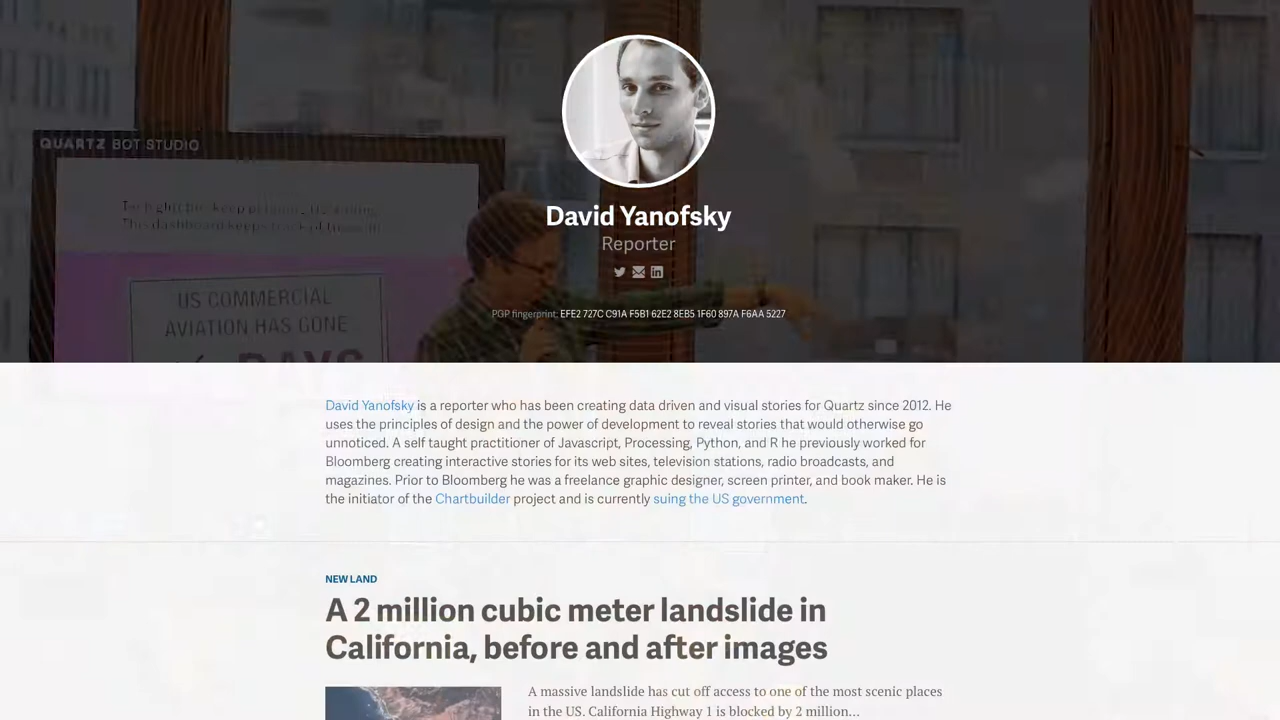 QUARTZ BOT STUDIO
US COMMERCIAL
AVIATION HAS GONE
DAYS
David Yanofsky
Reporter
PGP fingerprint: EFE2 727C C91A F5B1 62E2 8EB5 1F60 897A F6AA 5227
David Yanofsky is a reporter who has been creating data driven and visual stories for Quartz since 2012. He
uses the principles of design and the power of development to reveal stories that would otherwise go
unnoticed. A self taught practitioner of Javascript, Processing, Python, and R he previously worked for
Bloomberg creating interactive stories for its web sites, television stations, radio broadcasts, and
magazines. Prior to Bloomberg he was a freelance graphic designer, screen printer, and book maker. He is
the initiator of the Chartbuilder project and is currently suing the US government.
NEW LAND
A 2 million cubic meter landslide in
California, before and after images
A massive landslide has cut off access to one of the most scenic places
in the US. California Highway 1 is blocked by 2 million...